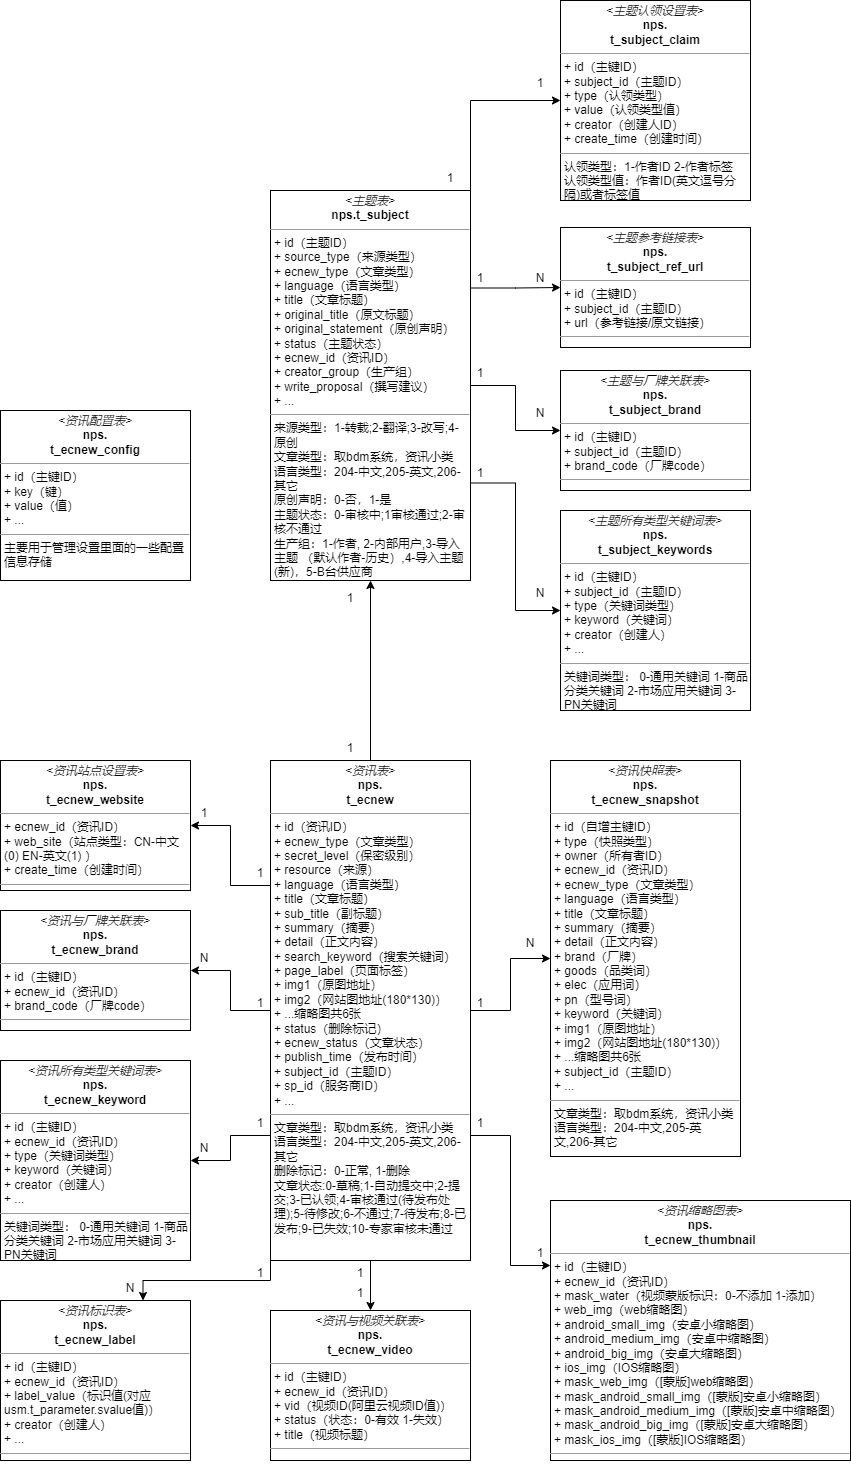 <主题认领设置表>
nps.
t_subject_claim
+ id（主键ID）
+ subject_id（主题ID）
+ type（认领类型）
+ value（认领类型值）
+ creator（创建人ID）
+ create_time（创建时间）
认领类型：1-作者ID 2-作者标签
认领类型值：作者ID(英文逗号分
隔)或者标签值
1
1
<主题表>
nps.t_subject
+ id（主题ID）
+ source_type（来源类型）
+ ecnew_type（文章类型）
+ language（语言类型）
+ title（文章标题）
+ original_title（原文标题）
+ original_statement（原创声明）
+ status（主题状态）
+ ecnew_id（资讯ID）
+ creator_group（生产组）
+ write_proposal（撰写建议）
+ ...
来源类型：1-转载;2-翻译;3-改写;4-
原创
文章类型：取bdm系统，资讯小类
语言类型：204-中文,205-英文,206-
其它
原创声明：0-否，1-是
主题状态：0-审核中;1审核通过;2-审
核不通过
生产组：1-作者, 2-内部用户,3-导入
主题 （默认作者-历史）,4-导入主题
(新)，5-B台供应商
<主题参考链接表>
nps.
t_subject_ref_url
+ id（主键ID）
+ subject_id（主题ID）
+ url（参考链接/原文链接）
1
N
<主题与厂牌关联表>
nps.
t_subject_brand
+ id（主键ID）
+ subject_id（主题ID）
+ brand_code（厂牌code）
1
N
<主题所有类型关键词表>
nps.
t_subject_keywords
+ id（主键ID）
+ subject_id（主题ID）
+ type（关键词类型）
+ keyword（关键词）
+ creator（创建人）
+ ...
关键词类型： 0-通用关键词 1-商品
分类关键词 2-市场应用关键词 3-
PN关键词
1
N
<资讯配置表>
nps.
t_ecnew_config
+ id（主键ID）
+ key（键）
+ value（值）
+ ...
主要用于管理设置里面的一些配置
信息存储
1
1
<资讯站点设置表>
nps.
t_ecnew_website
+ ecnew_id（资讯ID）
+ web_site（站点类型：CN-中文
(0) EN-英文(1) ）
+ create_time（创建时间）
1
1
<资讯与厂牌关联表>
nps.
t_ecnew_brand
+ id（主键ID）
+ ecnew_id（资讯ID）
+ brand_code（厂牌code）
N
1
<资讯所有类型关键词表>
nps.
t_ecnew_keyword
+ id（主键ID）
+ ecnew_id（资讯ID）
+ type（关键词类型）
+ keyword（关键词）
+ creator（创建人）
+ ...
关键词类型：0-通用关键词 1-商品
分类关键词 2-市场应用关键词 3-
PN关键词
1
N
<资讯表>
nps.
t_ecnew
+ id（资讯ID）
+ ecnew_type（文章类型）
+ secret_level（保密级别）
+ resource（来源）
+ language（语言类型）
+ title（文章标题）
+ sub_title（副标题）
+ summary（摘要）
+ detail（正文内容）
+ search_keyword（搜索关键词）
+ page_label（页面标签）
+ img1（原图地址）
+ img2（网站图地址(180*130)）
+ ...缩略图共6张
+ status（删除标记）
+ ecnew_status（文章状态）
+ publish_time（发布时间）
+ subject_id（主题ID）
+ sp_id（服务商ID）
+ ...
文章类型：取bdm系统，资讯小类
语言类型：204-中文,205-英文,206-
其它
删除标记：0-正常, 1-删除
文章状态:0-草稿;1-自动提交中;2-提
交;3-已认领;4-审核通过(待发布处
理);5-待修改;6-不通过;7-待发布;8-已
发布;9-已失效;10-专家审核未通过
<资讯快照表>
nps.
t_ecnew_snapshot
+ id（自增主键ID）
+ type（快照类型）
+ owner（所有者ID）
+ ecnew_id（资讯ID）
+ ecnew_type（文章类型）
+ language（语言类型）
+ title（文章标题）
+ summary（摘要）
+ detail（正文内容）
+ brand（厂牌）
+ goods（品类词）
+ elec（应用词）
+ pn（型号词）
+ keyword（关键词）
+ img1（原图地址）
+ img2（网站图地址(180*130)）
+ ...缩略图共6张
+ subject_id（主题ID）
+ ...
文章类型：取bdm系统，资讯小类
语言类型：204-中文,205-英
文,206-其它
N
1
1
1
<资讯缩略图表>
nps.
t_ecnew_thumbnail
+ id（主键ID）
+ ecnew_id（资讯ID）
+ mask_water（视频蒙版标识：0-不添加 1-添加）
+ web_img（web缩略图）
+ android_small_img（安卓小缩略图）
+ android_medium_img（安卓中缩略图）
+ android_big_img（安卓大缩略图）
+ ios_img（IOS缩略图）
+ mask_web_img（[蒙版]web缩略图）
+ mask_android_small_img（[蒙版]安卓小缩略图）
+ mask_android_medium_img（[蒙版]安卓中缩略图）
+ mask_android_big_img（[蒙版]安卓大缩略图）
+ mask_ios_img（[蒙版]IOS缩略图）
1
N
<资讯标识表>
nps.
t_ecnew_label
+ id（主键ID）
+ ecnew_id（资讯ID）
+ label_value（标识值(对应
usm.t_parameter.svalue值)）
+ creator（创建人）
+ ...
1
1
<资讯与视频关联表>
nps.
t_ecnew_video
+ id（主键ID）
+ ecnew_id（资讯ID）
+ vid（视频ID(阿里云视频ID值)）
+ status（状态：0-有效 1-失效）
+ title（视频标题）